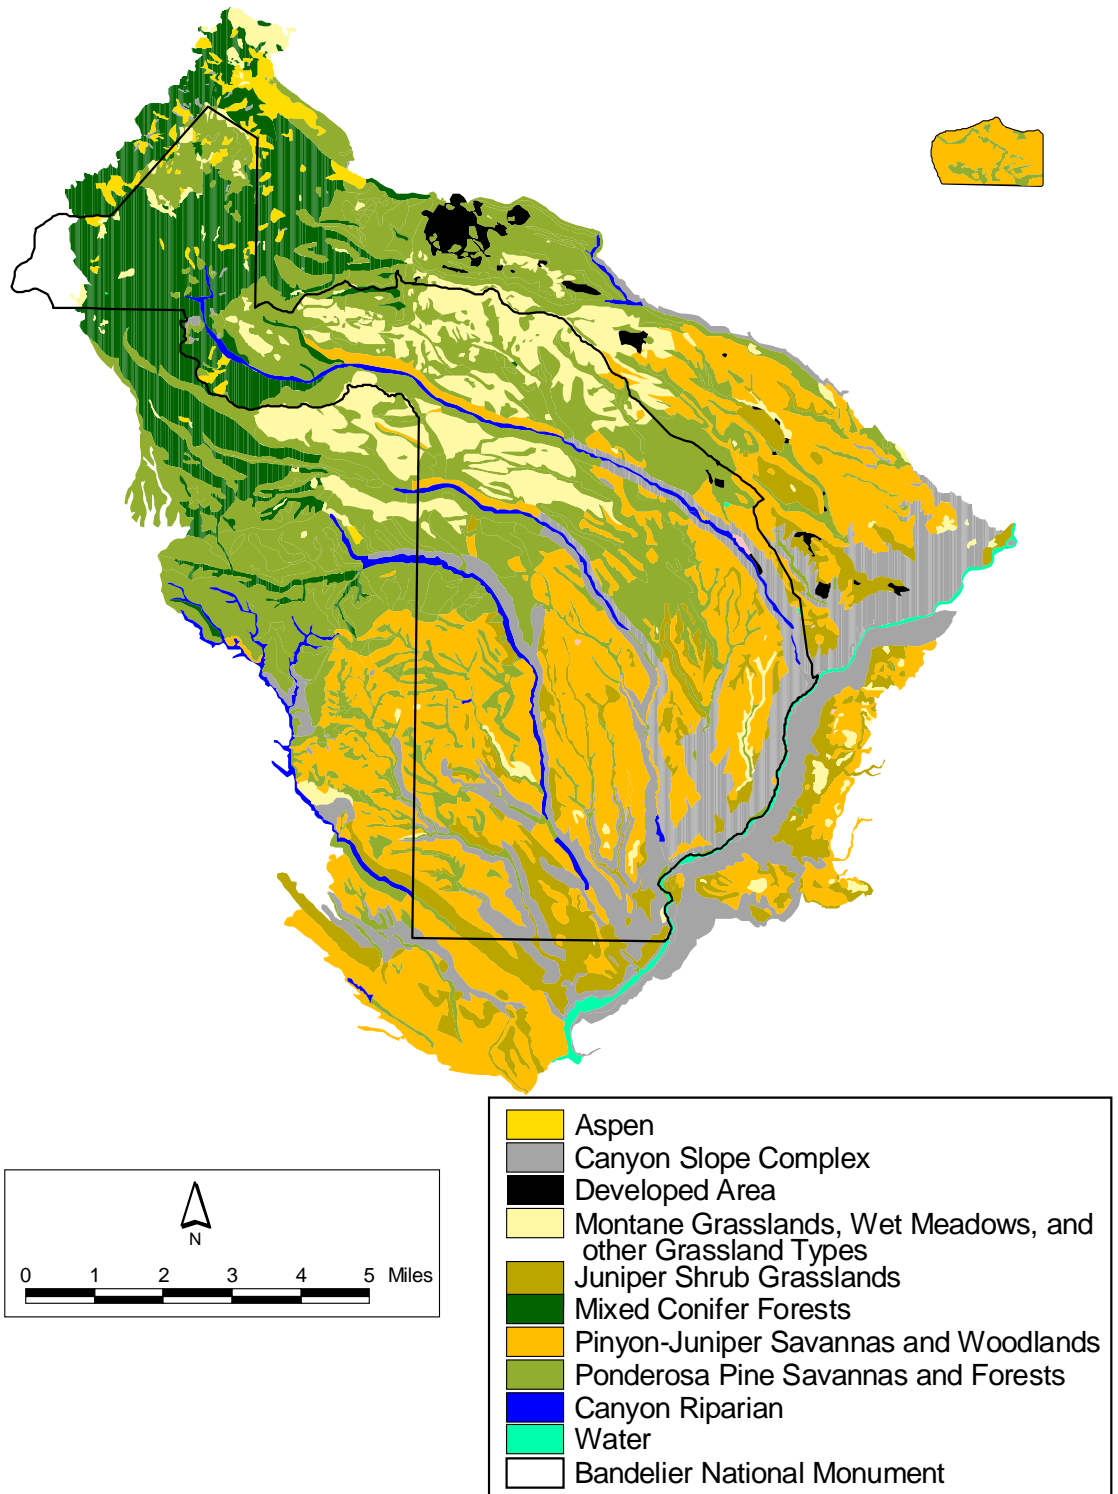 Aspen
Canyon Slope Complex
Developed Area
Montane Grasslands, Wet Meadows, and
other Grassland Types
Juniper Shrub Grasslands
Mixed Conifer Forests
Pinyon-Juniper Savannas and Woodlands
Ponderosa Pine Savannas and Forests
Canyon Riparian
Water
Bandelier National Monument
N
0 1 2 3 4 5 Miles